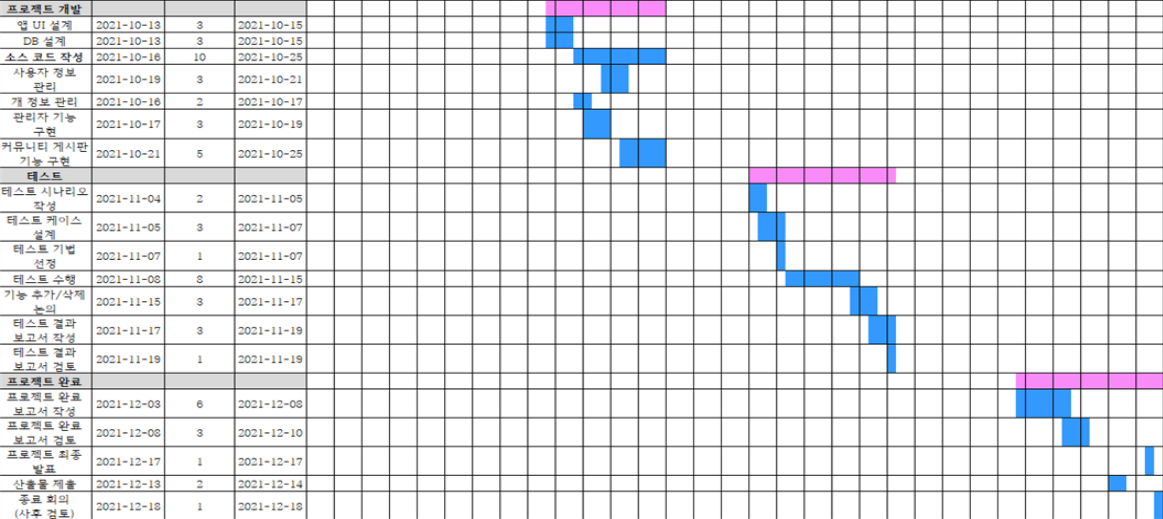 프로젝트 개발
앱 UI 설계 2021-10-13 3 2021-10-15
DB 설계 2021-10-13 3 2021-10-15
소스 코드 작성 2021-10-16 10 2021-10-25
사용자 정보
관리 2021-10-19 3 2021-10-21
개 정보 관리 2021-10-16 2 2021-10-17
관리자 기능
구현 2021-10-17 3 2021-10-19
커뮤니티 게시판
기능 구현 2021-10-21 5 2021-10-25
테스트
테스트 시나리오
작성 2021-11-04 2 2021-11-05
테스트 케이스
설계 2021-11-05 3 2021-11-07
테스트 기법
선정 2021-11-07 1 2021-11-07
테스트 수행 2021-11-08 8 2021-11-15
기능 추가/삭제
논의 2021-11-15 3 2021-11-17
테스트 결과
보고서 작성 2021-11-17 3 2021-11-19
테스트 결과
보고서 검토 2021-11-19 1 2021-11-19
프로젝트 완료
프로젝트 완료
보고서 작성 2021-12-03 6 2021-12-08
프로젝트 완료
보고서 검토 2021-12-08 3 2021-12-10
프로젝트 최종
발표 2021-12-17 1 2021-12-17
산출물 제출 2021-12-13 2 2021-12-14
종료 회의
(사후 검토) 2021-12-18 1 2021-12-18